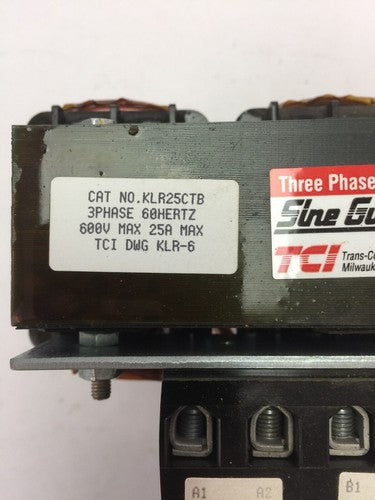 CAT NO.KLR25CTB
3PHASE 60HERTZ
600V MAX 25A MAX
TCI DWG KLR-6
Three Phase
Sine Gu
TCI
Trans-Co
Milwauk
A1 A2 B1